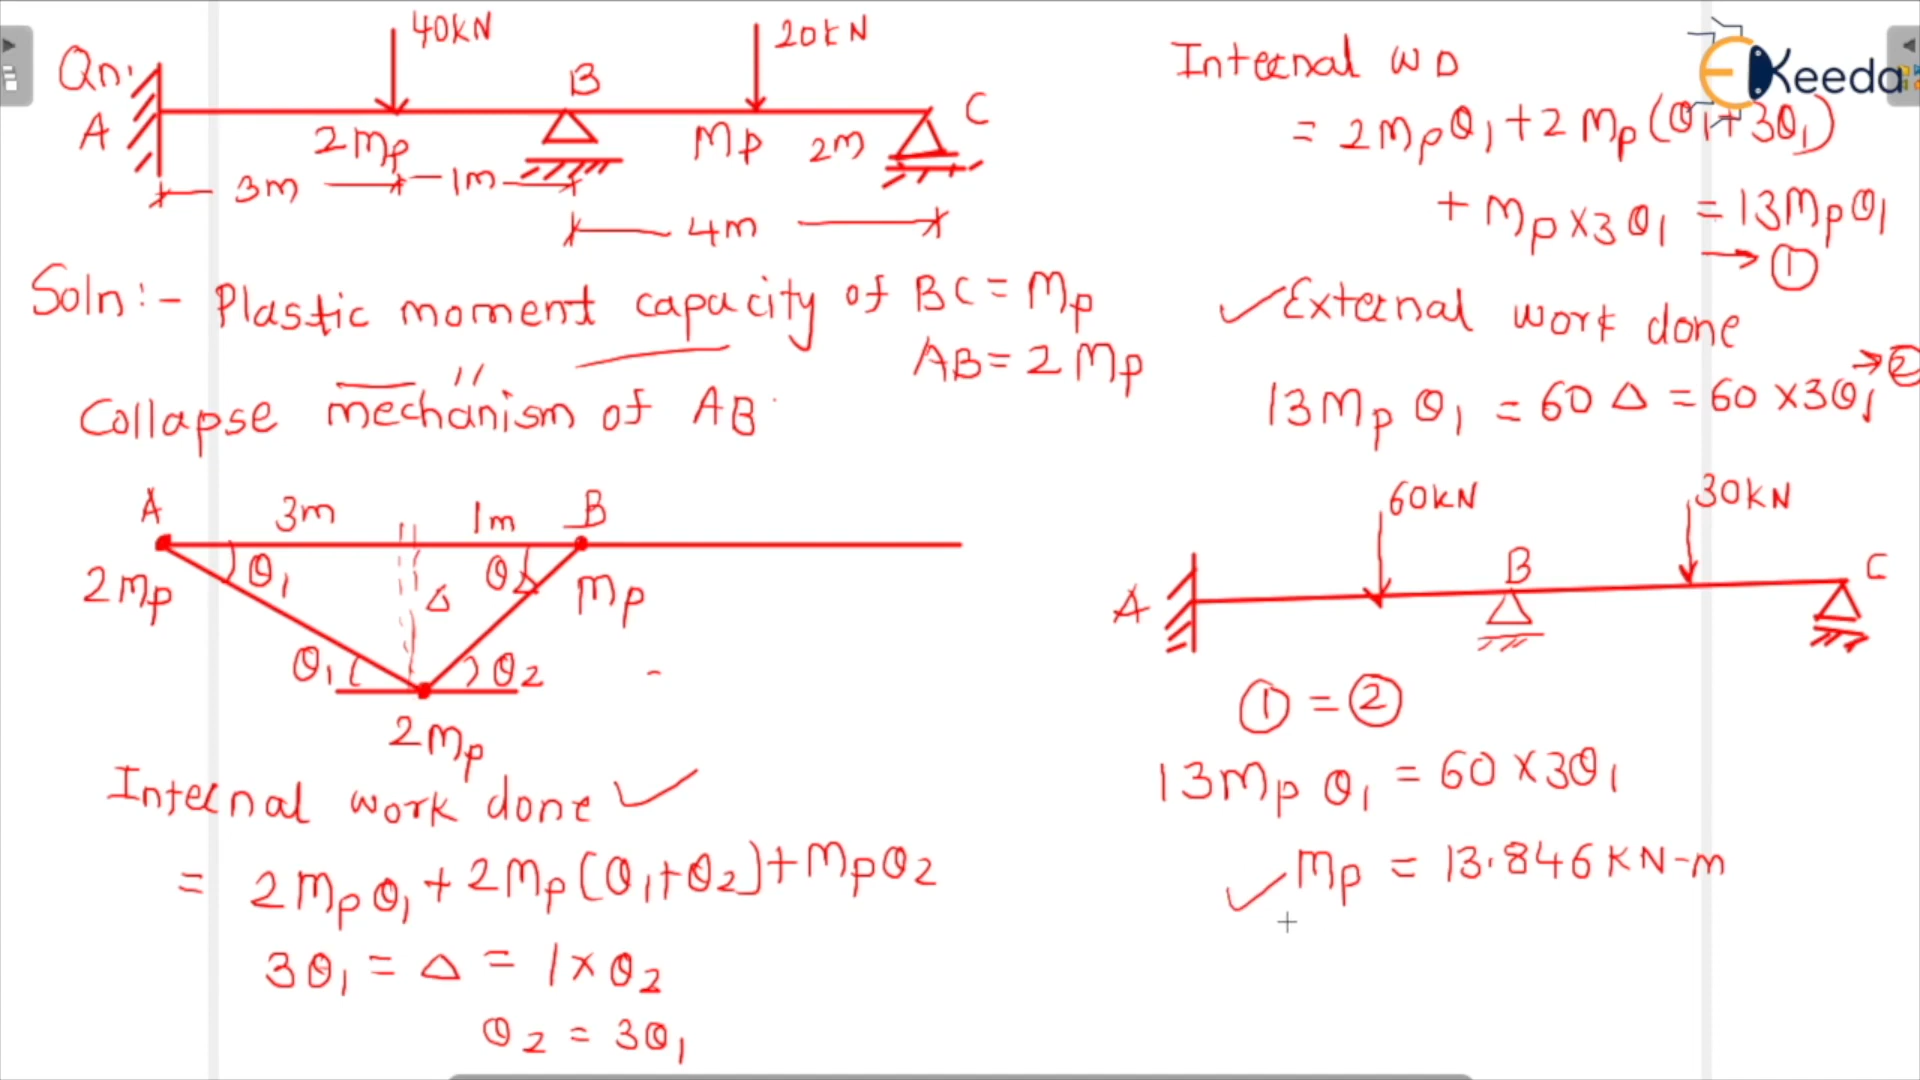 Qn.
40kN
20kN
A
B
C
2Mp
Mp
2m
3m
1m
4m
Soln:- Plastic moment capacity of BC = Mp
" AB = 2Mp
Collapse mechanism of AB
A 3m 1m B
θ1 Δ θ2
2Mp Mp
θ1 θ2
2Mp
Internal work done ✓
= 2Mpθ1 + 2Mp(θ1+θ2) + Mpθ2
3θ1 = Δ = 1×θ2
θ2 = 3θ1
Internal WD
= 2Mpθ1 + 2Mp(θ1+3θ1)
+ Mp×3θ1 = 13Mpθ1
→ ①
✓ External work done
→ ②
13Mpθ1 = 60Δ = 60×3θ1
60kN 30kN
A B C
① = ②
13Mpθ1 = 60×3θ1
✓ Mp = 13.846 KN-m
Ekeeda